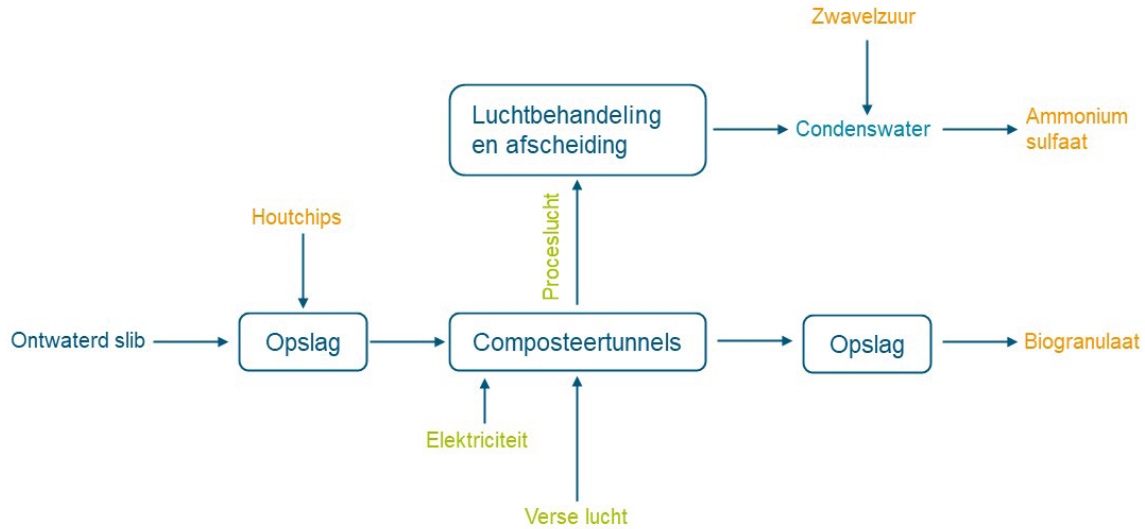 Zwavelzuur
Luchtbehandeling
en afscheiding
Condenswater
Ammonium
sulfaat
Proceslucht
Houtchips
Ontwaterd slib
Opslag
Composteertunnels
Opslag
Biogranulaat
Elektriciteit
Verse lucht